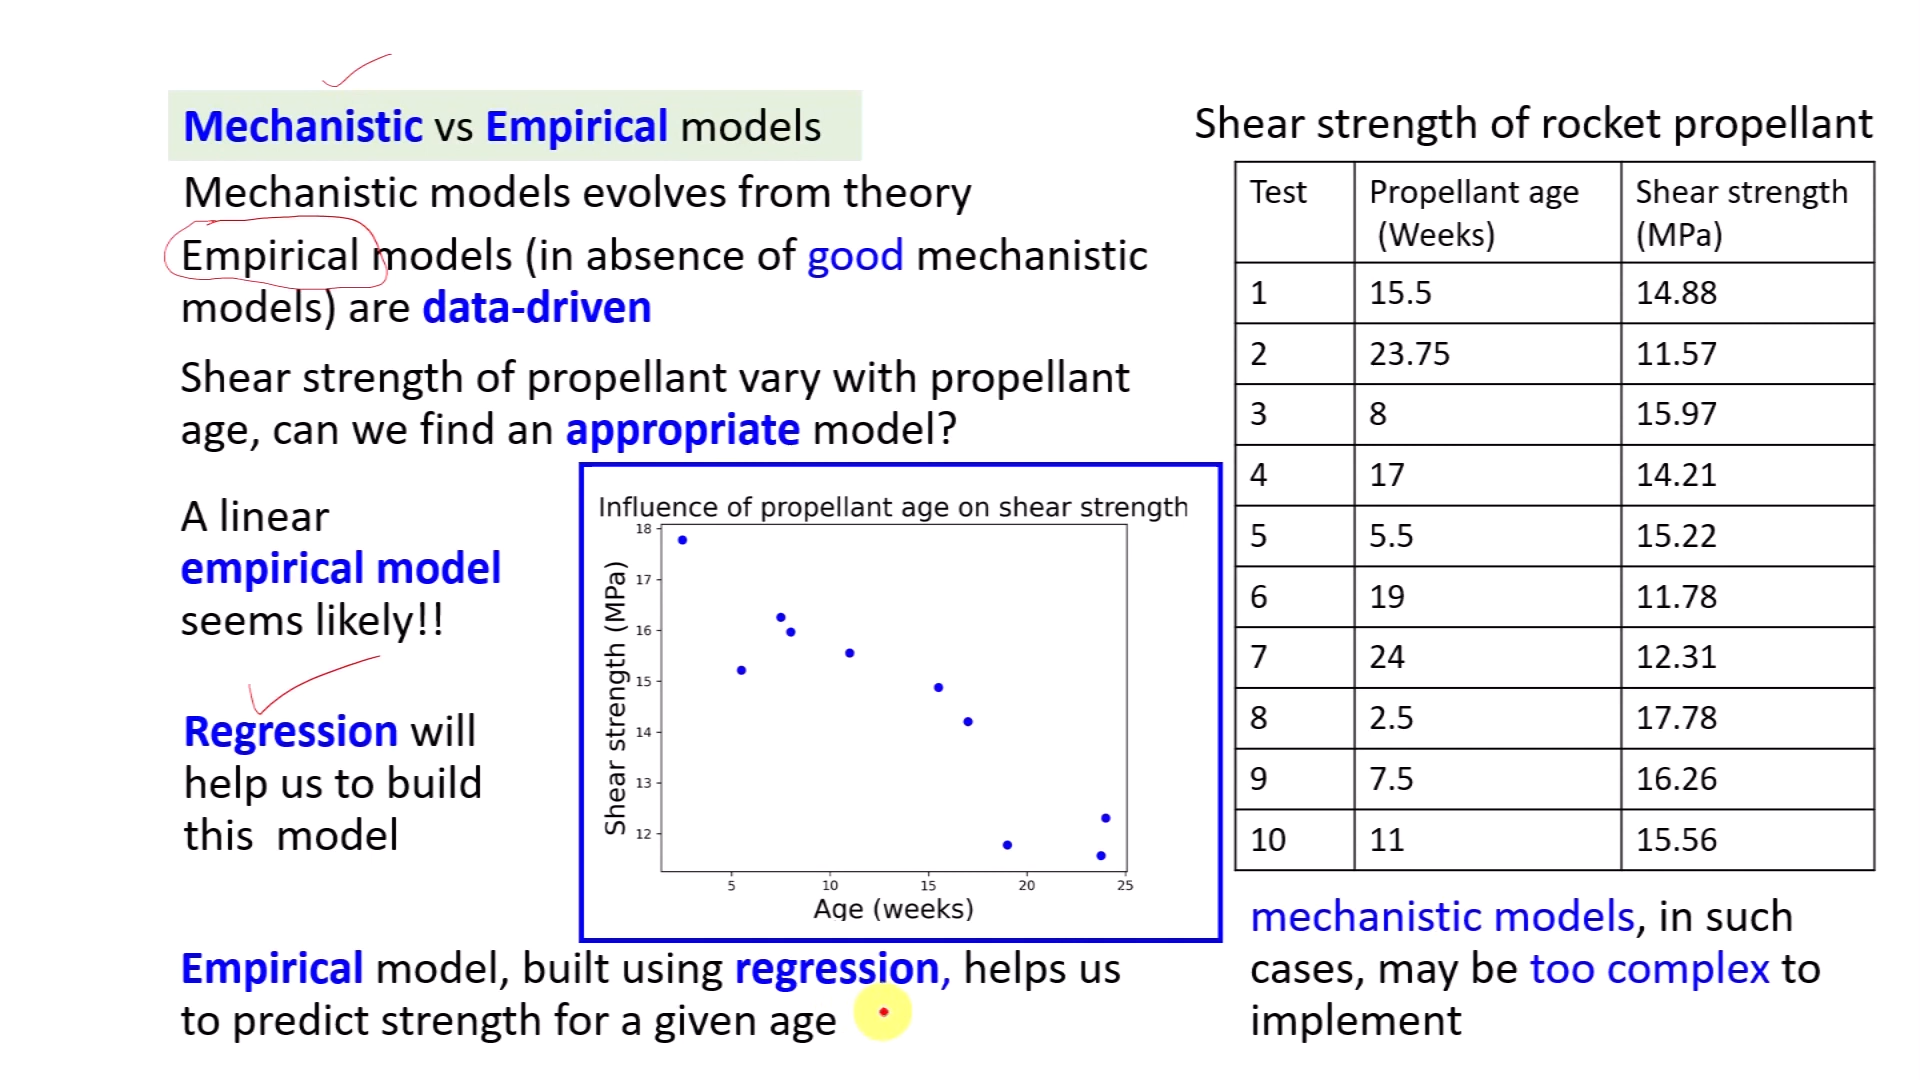 Mechanistic vs Empirical models
Mechanistic models evolves from theory
Empirical models (in absence of good mechanistic
models) are data-driven
Shear strength of propellant vary with propellant
age, can we find an appropriate model?
A linear
empirical model
seems likely!!
Regression will
help us to build
this model
Influence of propellant age on shear strength
Shear strength (MPa)
18
17
16
15
14
13
12
5 10 15 20 25
Age (weeks)
Empirical model, built using regression, helps us
to predict strength for a given age
Shear strength of rocket propellant
Test Propellant age Shear strength
(Weeks) (MPa)
1 15.5 14.88
2 23.75 11.57
3 8 15.97
4 17 14.21
5 5.5 15.22
6 19 11.78
7 24 12.31
8 2.5 17.78
9 7.5 16.26
10 11 15.56
mechanistic models, in such
cases, may be too complex to
implement